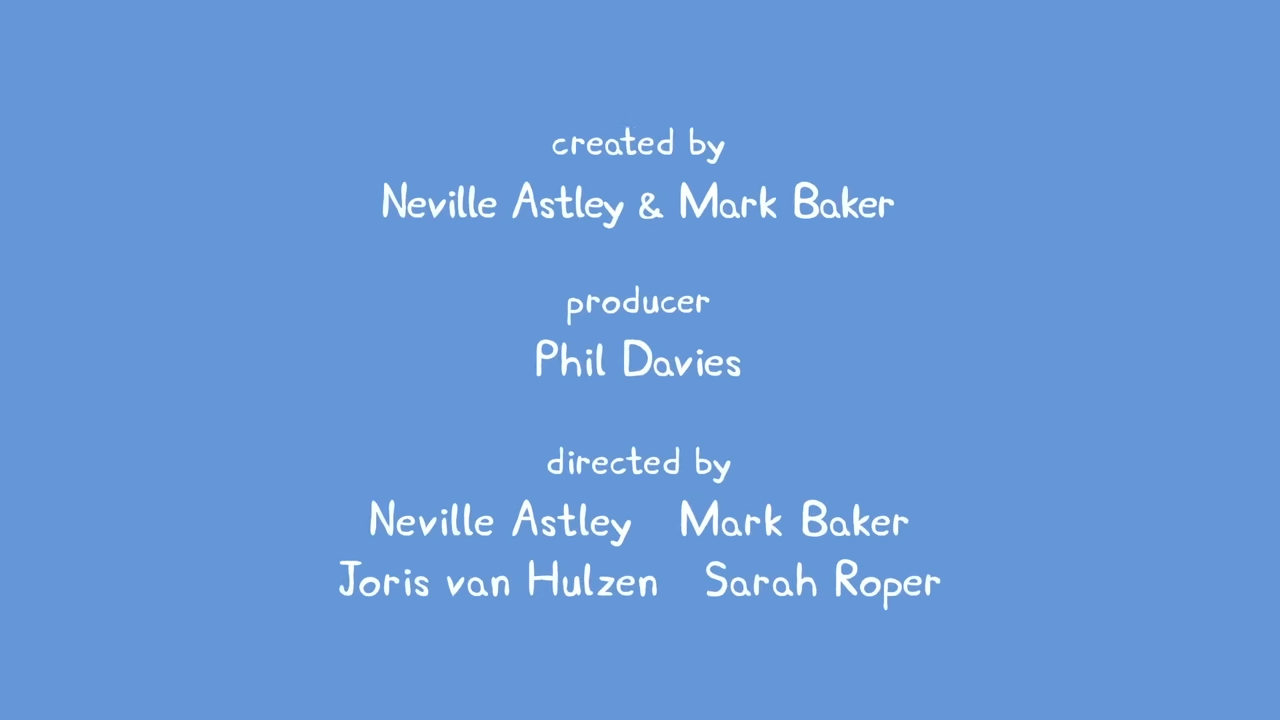 created by
Neville Astley & Mark Baker
producer
Phil Davies
directed by
Neville Astley Mark Baker
Joris van Hulzen Sarah Roper